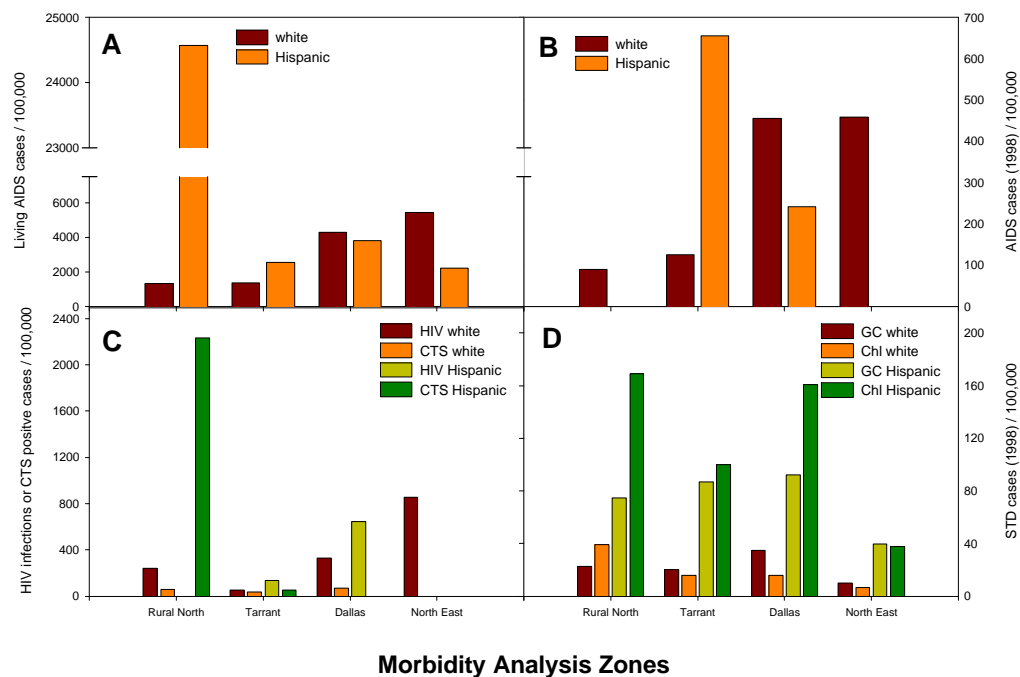 A
white
Hispanic
25000
24000
23000
6000
4000
2000
0
Living AIDS cases / 100,000
B
white
Hispanic
700
600
500
400
300
200
100
0
AIDS cases (1998) / 100,000
C
HIV white
CTS white
HIV Hispanic
CTS Hispanic
2400
2000
1600
1200
800
400
0
HIV infections or CTS positve cases / 100,000
Rural North Tarrant Dallas North East
D
GC white
Chl white
GC Hispanic
Chl Hispanic
200
160
120
80
40
0
STD cases (1998) / 100,000
Rural North Tarrant Dallas North East
Morbidity Analysis Zones